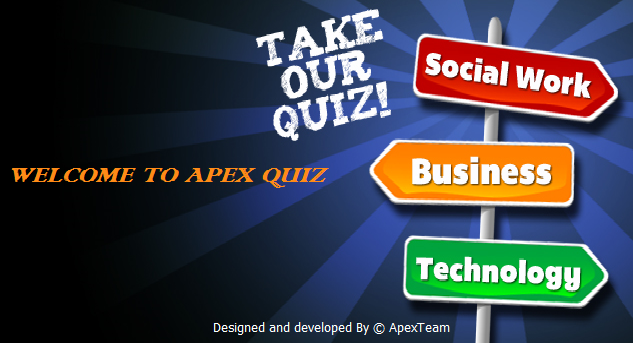 TAKE
OUR
QUIZ!
Social Work
WELCOME TO APEX QUIZ
Business
Technology
Designed and developed By © ApexTeam